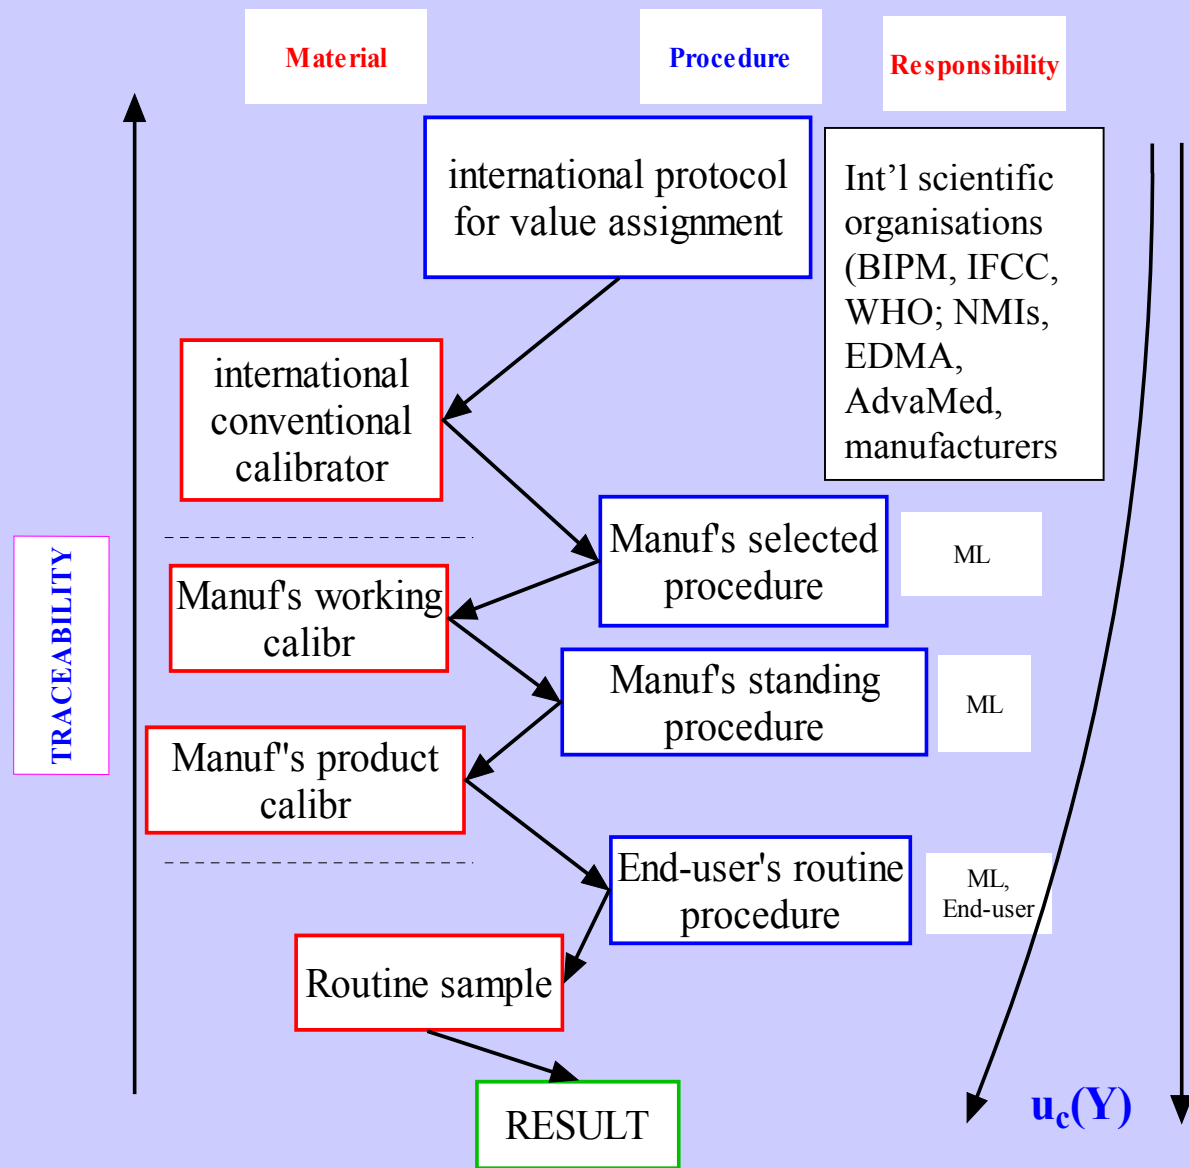 Material
Procedure
Responsibility
international protocol
for value assignment
Int’l scientific
organisations
(BIPM, IFCC,
WHO; NMIs,
EDMA,
AdvaMed,
manufacturers
international
conventional
calibrator
Manuf's selected
procedure
ML
TRACEABILITY
Manuf's working
calibr
Manuf's standing
procedure
ML
Manuf''s product
calibr
End-user's routine
procedure
ML,
End-user
Routine sample
RESULT
uc(Y)